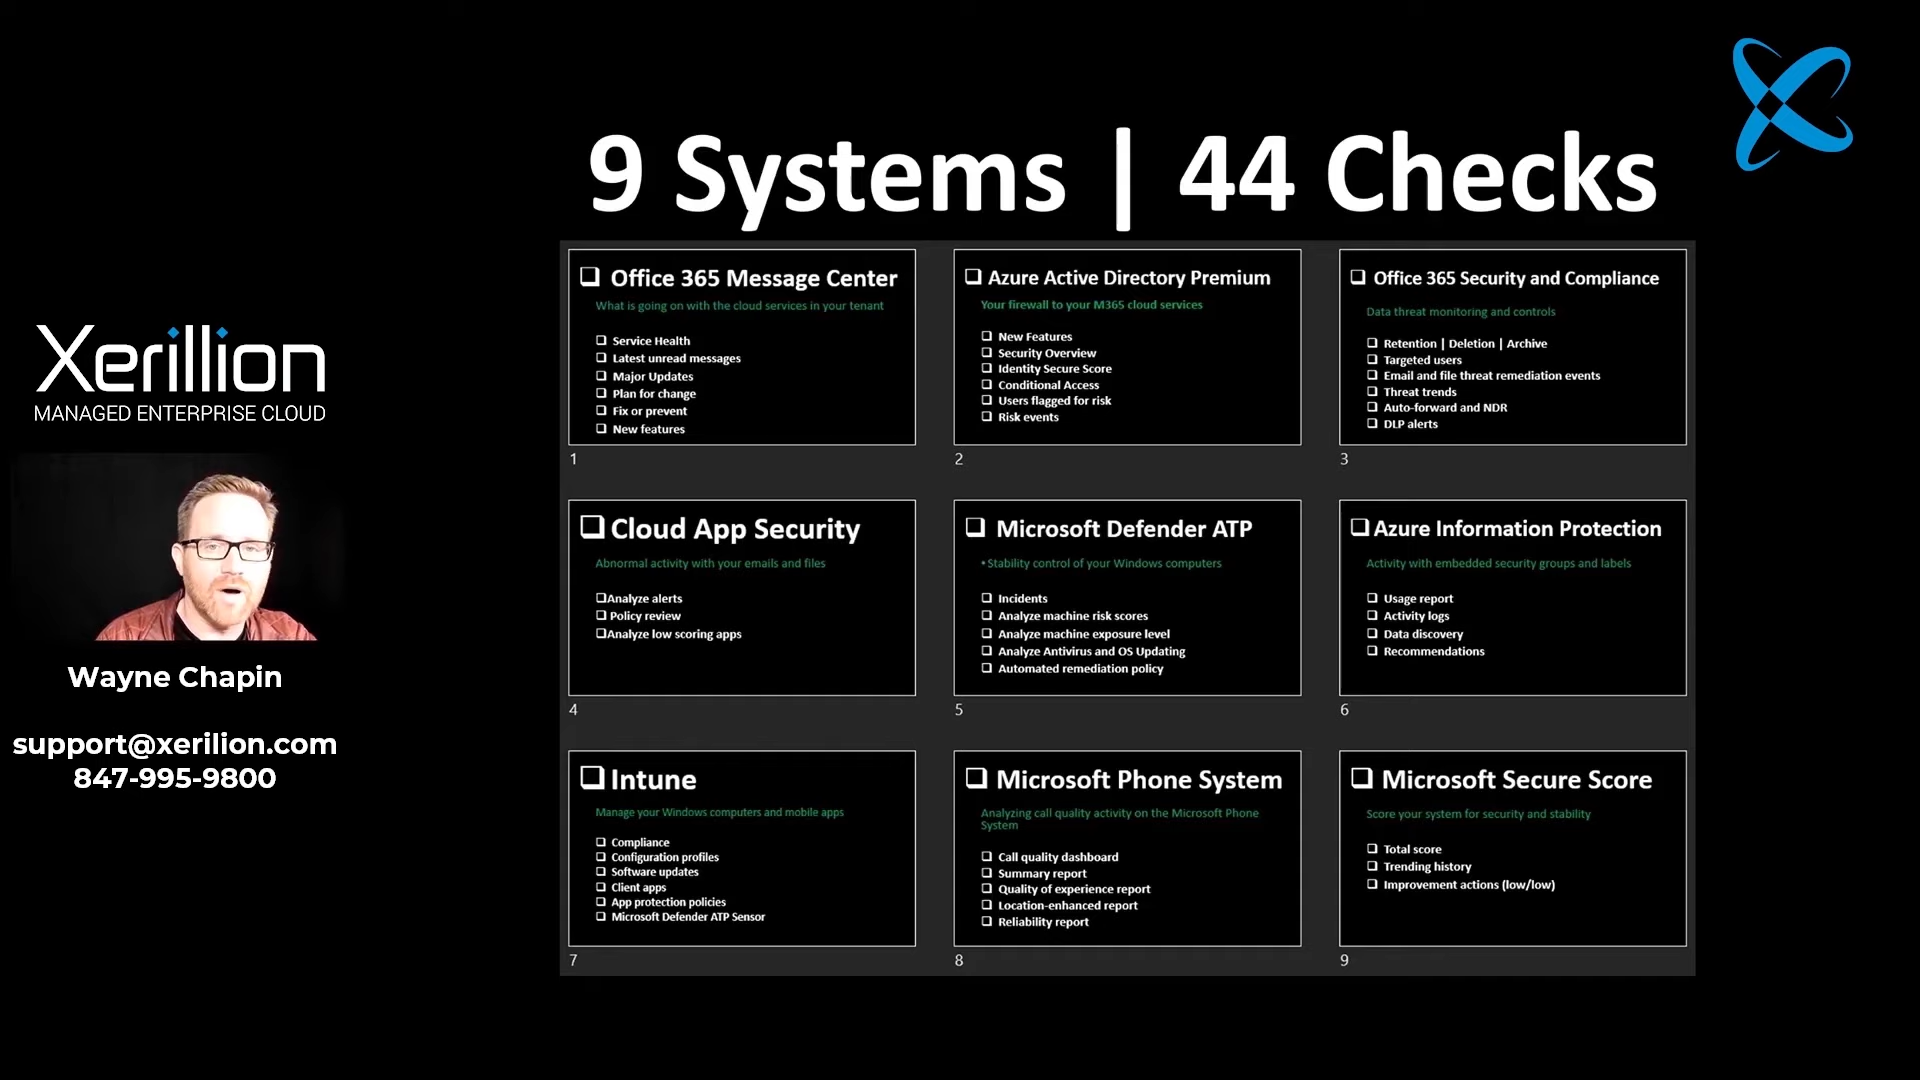 9 Systems | 44 Checks
Office 365 Message Center
What is going on with the cloud services in your tenant
Service Health
Latest unread messages
Major Updates
Plan for change
Fix or prevent
New features
1
Azure Active Directory Premium
Your firewall to your M365 cloud services
New Features
Security Overview
Identity Secure Score
Conditional Access
Users flagged for risk
Risk events
2
Office 365 Security and Compliance
Data threat monitoring and controls
Retention | Deletion | Archive
Targeted users
Email and file threat remediation events
Threat trends
Auto-forward and NDR
DLP alerts
3
Cloud App Security
Abnormal activity with your emails and files
Analyze alerts
Policy review
Analyze low scoring apps
4
Microsoft Defender ATP
• Stability control of your Windows computers
Incidents
Analyze machine risk scores
Analyze machine exposure level
Analyze Antivirus and OS Updating
Automated remediation policy
5
Azure Information Protection
Activity with embedded security groups and labels
Usage report
Activity logs
Data discovery
Recommendations
6
Intune
Manage your Windows computers and mobile apps
Compliance
Configuration profiles
Software updates
Client apps
App protection policies
Microsoft Defender ATP Sensor
7
Microsoft Phone System
Analyzing call quality activity on the Microsoft Phone
System
Call quality dashboard
Summary report
Quality of experience report
Location-enhanced report
Reliability report
8
Microsoft Secure Score
Score your system for security and stability
Total score
Trending history
Improvement actions (low/low)
9
Xerillion
MANAGED ENTERPRISE CLOUD
Wayne Chapin
support@xerilion.com
847-995-9800